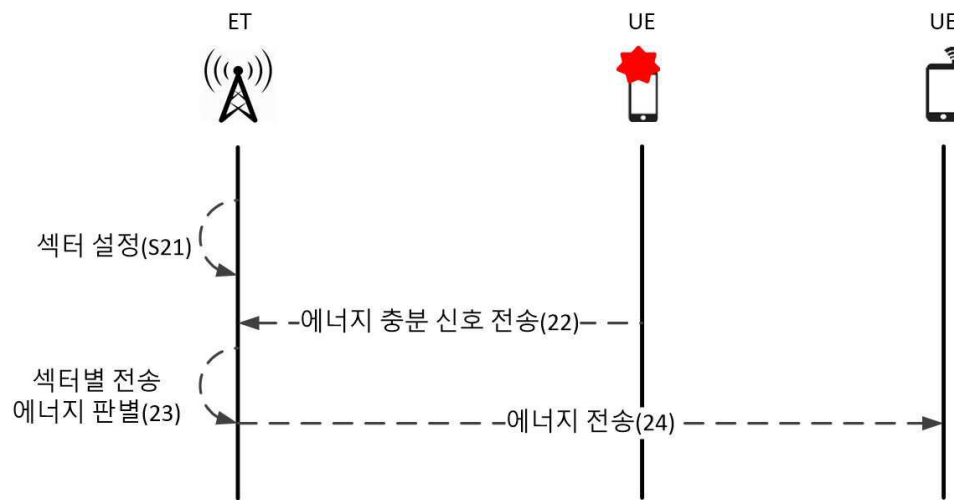 ET
UE
UE
섹터 설정(S21)
에너지 충분 신호 전송(22)
섹터별 전송
에너지 판별(23)
에너지 전송(24)